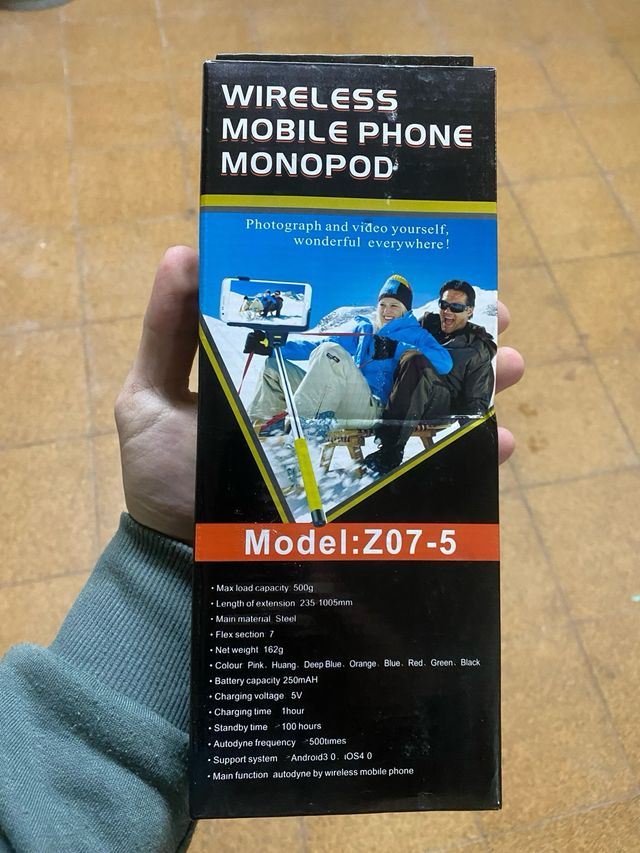 WIRELESS
MOBILE PHONE
MONOPOD
Photograph and video yourself,
wonderful everywhere!
Model:Z07-5
• Max load capacity 500g
• Length of extension 235 1005mm
• Main material Steel
• Flex section 7
• Net weight 162g
• Colour Pink、Huang、Deep Blue、Orange、Blue、Red、Green、Black
• Battery capacity 250mAH
• Charging voltage 5V
• Charging time 1hour
• Standby time ~100 hours
• Autodyne frequency ~500times
• Support system ~Android3 0、iOS4 0
• Main function autodyne by wireless mobile phone